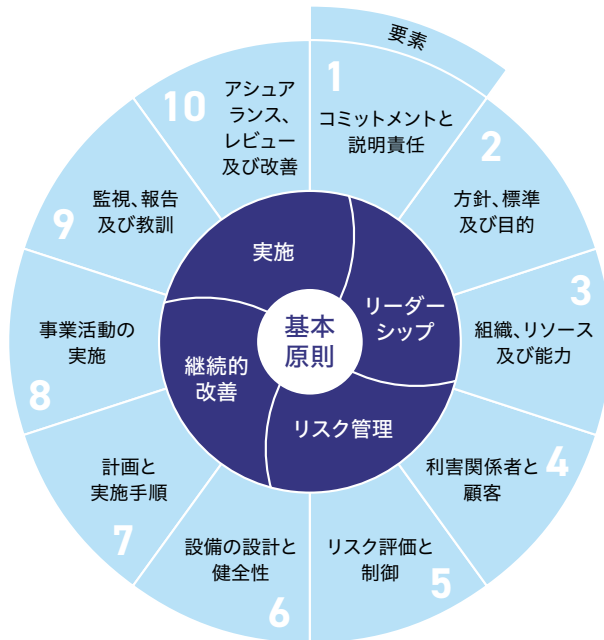 要素
1
コミットメントと
説明責任
2
方針、標準
及び目的
3
組織、リソース
及び能力
4
利害関係者と
顧客
5
リスク評価と
制御
6
設備の設計と
健全性
7
計画と
実施手順
8
事業活動の
実施
9
監視、報告
及び教訓
10
アシュア
ランス、
レビュー
及び改善
基本
原則
実施
リーダー
シップ
リスク管理
継続的
改善